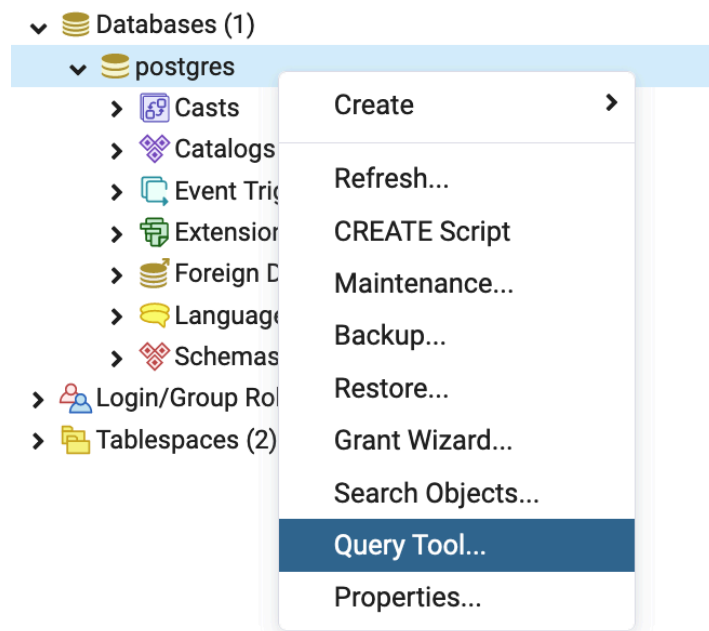 Databases (1)
postgres
Casts
Catalogs
Event Trig
Extension
Foreign D
Language
Schemas
Login/Group Rol
Tablespaces (2)
Create
Refresh...
CREATE Script
Maintenance...
Backup...
Restore...
Grant Wizard...
Search Objects...
Query Tool...
Properties...